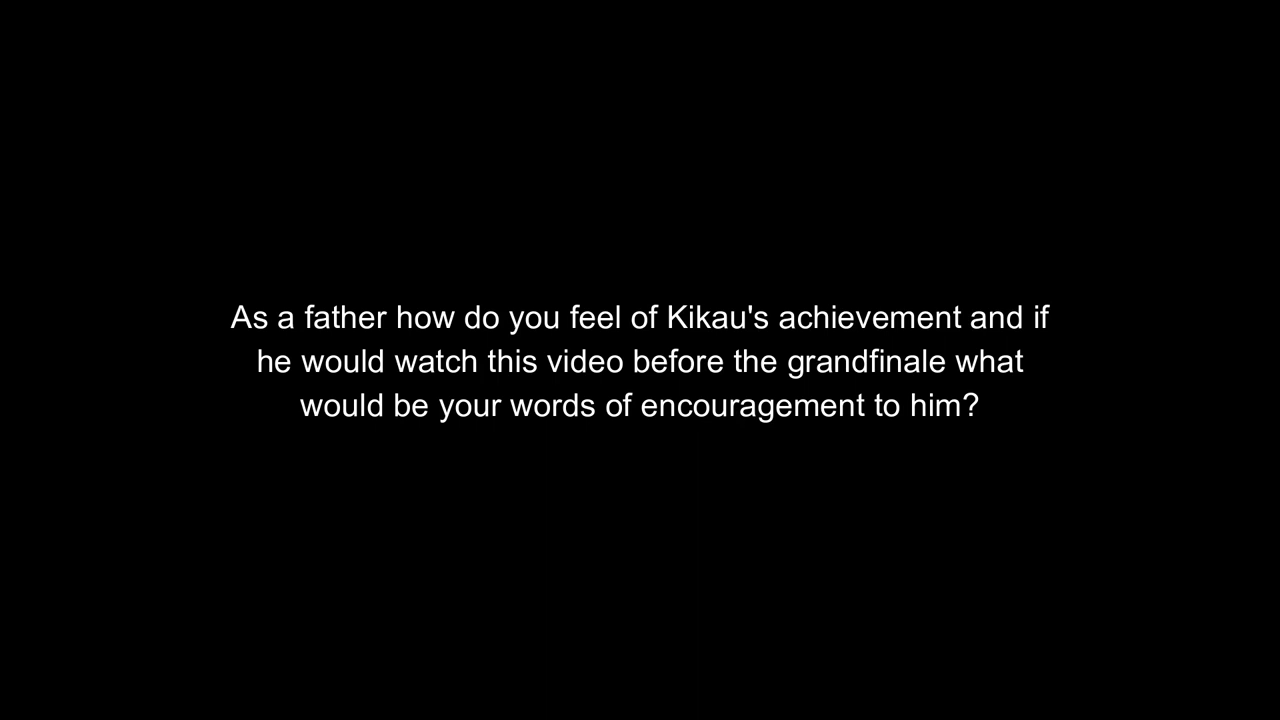 As a father how do you feel of Kikau's achievement and if
he would watch this video before the grandfinale what
would be your words of encouragement to him?